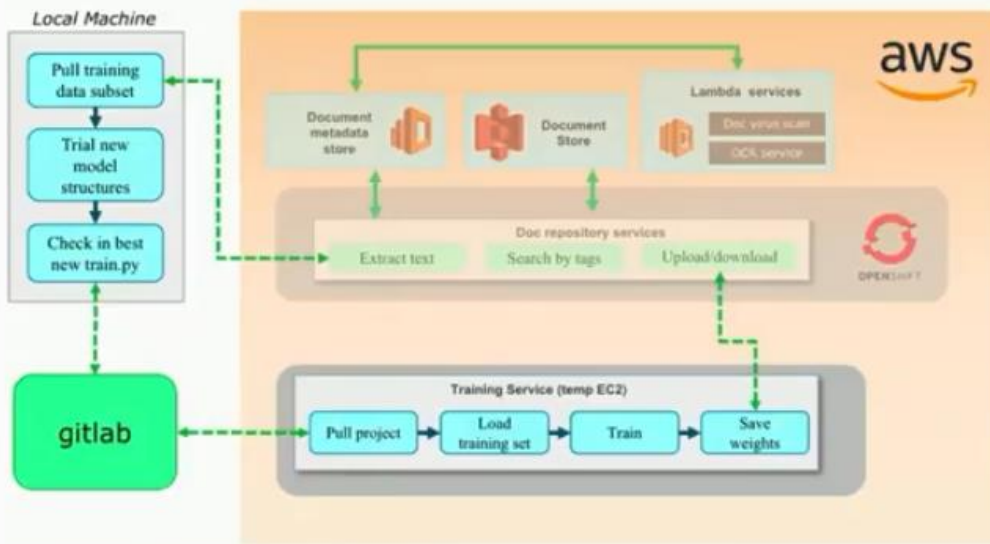 Local Machine
Pull training
data subset
Trial new
model
structures
Check in best
new train.py
gitlab
aws
Document
metadata
store
Document
Store
Lambda services
Doc virus scan
OCR service
Doc repository services
Extract text
Search by tags
Upload/download
OPENSHIFT
Training Service (temp EC2)
Pull project
Load
training set
Train
Save
weights